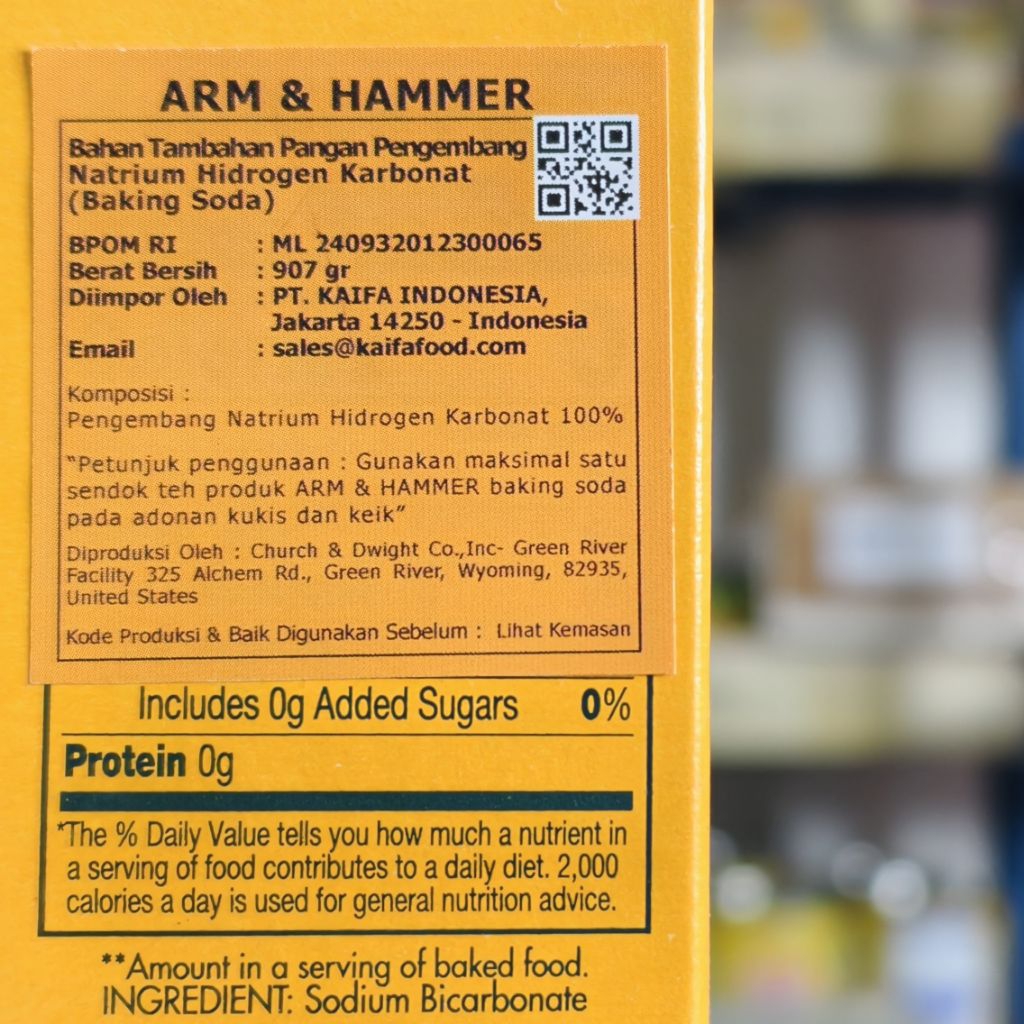 ARM & HAMMER
Bahan Tambahan Pangan Pengembang
Natrium Hidrogen Karbonat
(Baking Soda)
BPOM RI : ML 240932012300065
Berat Bersih : 907 gr
Diimpor Oleh : PT. KAIFA INDONESIA,
Jakarta 14250 - Indonesia
Email : sales@kaifafood.com
Komposisi :
Pengembang Natrium Hidrogen Karbonat 100%
"Petunjuk penggunaan : Gunakan maksimal satu
sendok teh produk ARM & HAMMER baking soda
pada adonan kukis dan keik"
Diproduksi Oleh : Church & Dwight Co.,Inc- Green River
Facility 325 Alchem Rd., Green River, Wyoming, 82935,
United States
Kode Produksi & Baik Digunakan Sebelum : Lihat Kemasan
Includes 0g Added Sugars 0%
Protein 0g
*The % Daily Value tells you how much a nutrient in
a serving of food contributes to a daily diet. 2,000
calories a day is used for general nutrition advice.
**Amount in a serving of baked food.
INGREDIENT: Sodium Bicarbonate